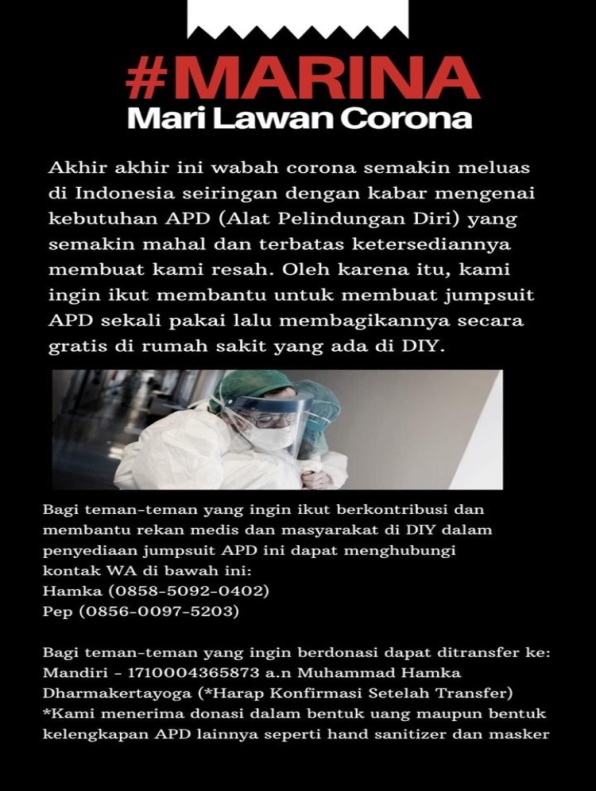 #MARINA
Mari Lawan Corona
Akhir akhir ini wabah corona semakin meluas
di Indonesia seiringan dengan kabar mengenai
kebutuhan APD (Alat Pelindungan Diri) yang
semakin mahal dan terbatas ketersediannya
membuat kami resah. Oleh karena itu, kami
ingin ikut membantu untuk membuat jumpsuit
APD sekali pakai lalu membagikannya secara
gratis di rumah sakit yang ada di DIY.
Bagi teman-teman yang ingin ikut berkontribusi dan
membantu rekan medis dan masyarakat di DIY dalam
penyediaan jumpsuit APD ini dapat menghubungi
kontak WA di bawah ini:
Hamka (0858-5092-0402)
Pep (0856-0097-5203)
Bagi teman-teman yang ingin berdonasi dapat ditransfer ke:
Mandiri - 1710004365873 a.n Muhammad Hamka
Dharmakertayoga (*Harap Konfirmasi Setelah Transfer)
*Kami menerima donasi dalam bentuk uang maupun bentuk
kelengkapan APD lainnya seperti hand sanitizer dan masker